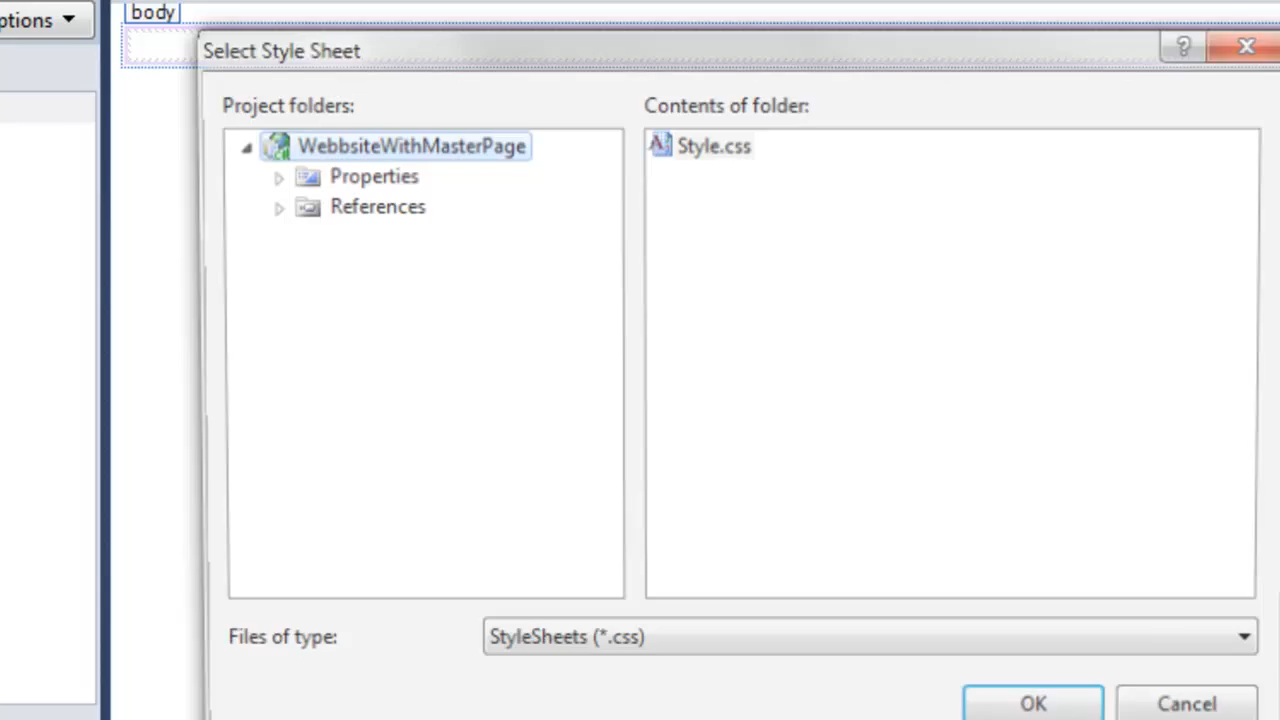 ptions
body
Select Style Sheet
Project folders:
Contents of folder:
WebbsiteWithMasterPage
Style.css
Properties
References
Files of type:
StyleSheets (*.css)
OK
Cancel